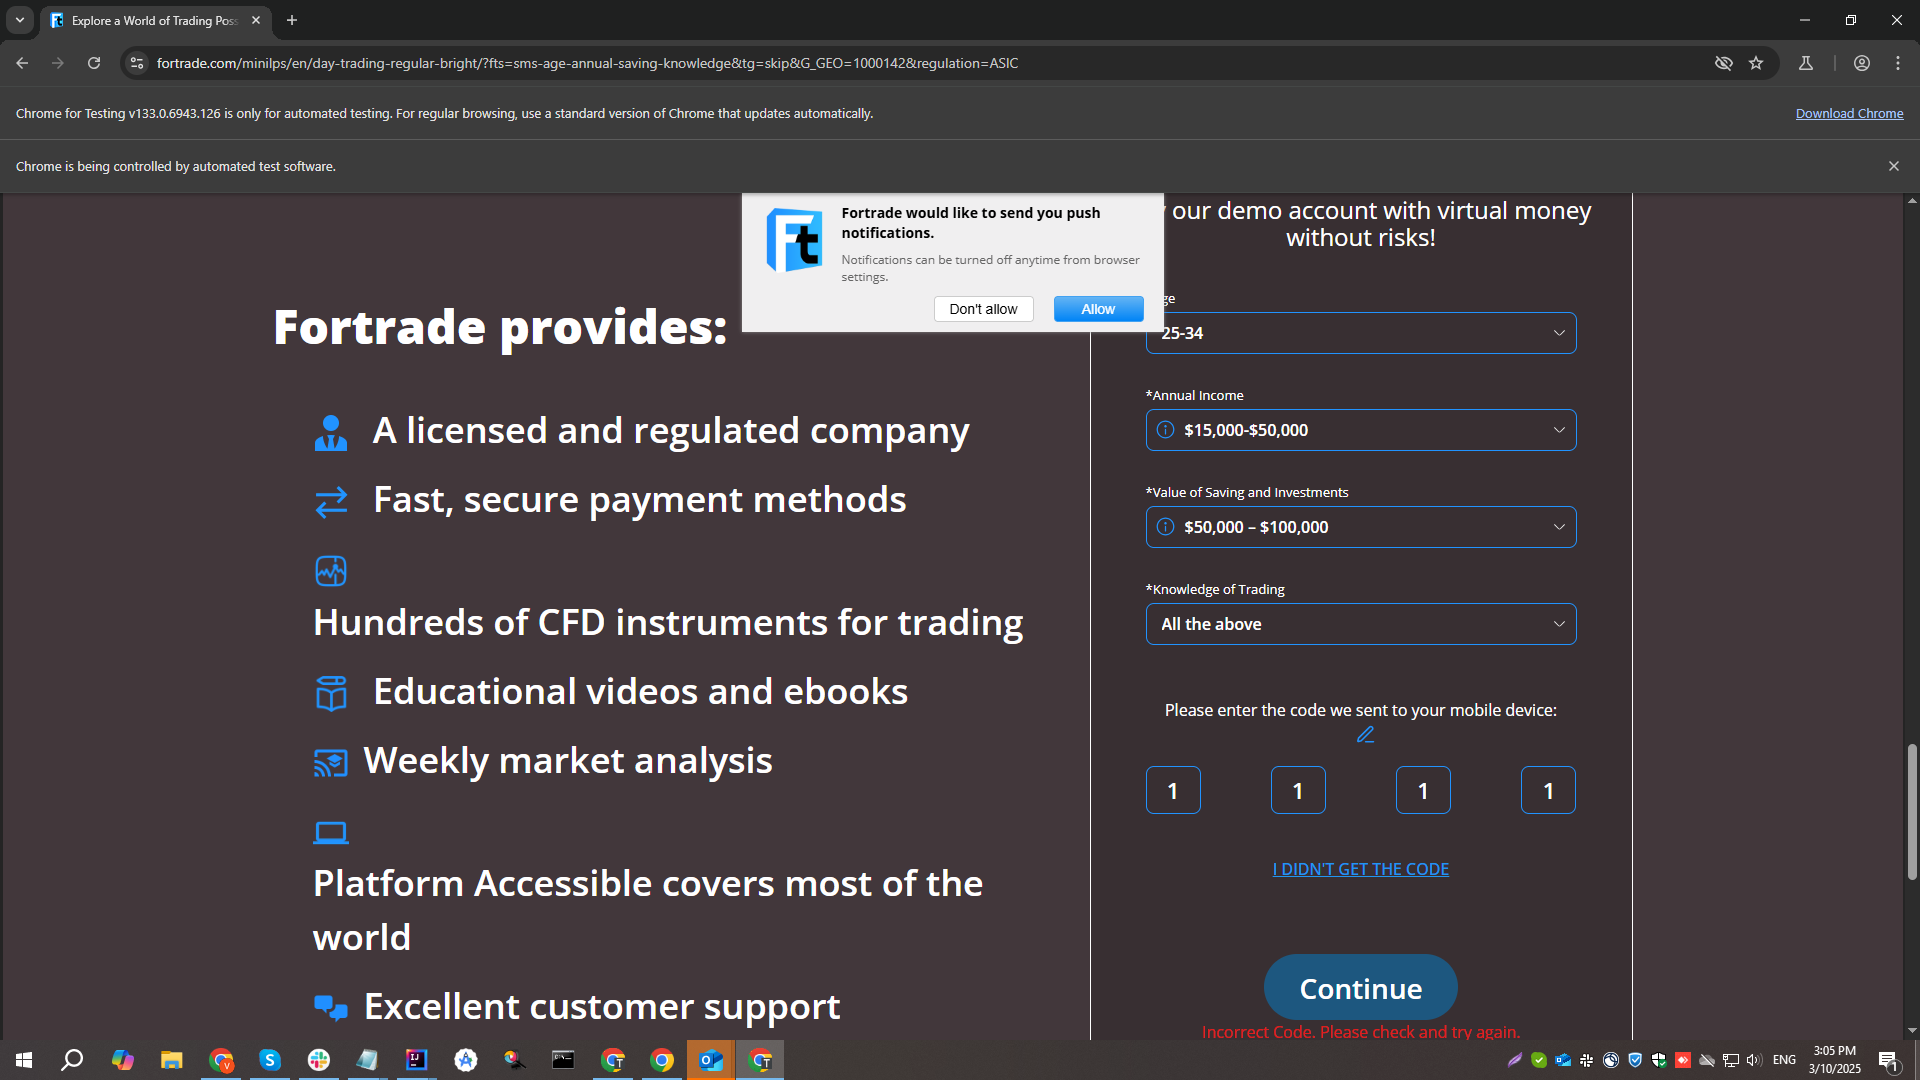 Explore a World of Trading Pos
fortrade.com/minilps/en/day-trading-regular-bright/?fts=sms-age-annual-saving-knowledge&tg=skip&G_GEO=1000142&regulation=ASIC
Chrome for Testing v133.0.6943.126 is only for automated testing. For regular browsing, use a standard version of Chrome that updates automatically.
Download Chrome
Chrome is being controlled by automated test software.
Ft
Fortrade would like to send you push
notifications.
Notifications can be turned off anytime from browser
settings.
Don't allow
Allow
our demo account with virtual money
without risks!
Fortrade provides:
A licensed and regulated company
Fast, secure payment methods
Hundreds of CFD instruments for trading
Educational videos and ebooks
Weekly market analysis
Platform Accessible covers most of the
world
Excellent customer support
ge
25-34
*Annual Income
$15,000-$50,000
*Value of Saving and Investments
$50,000 – $100,000
*Knowledge of Trading
All the above
Please enter the code we sent to your mobile device:
1 1 1 1
I DIDN'T GET THE CODE
Continue
Incorrect Code. Please check and try again.
ENG
3:05 PM
3/10/2025
1